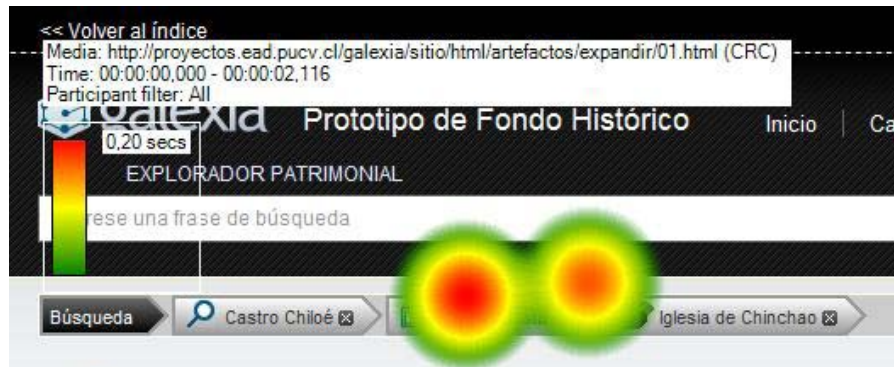 << Volver al índice
Media: http://proyectos.ead.pucv.cl/galexia/sitio/html/artefactos/expandir/01.html (CRC)
Time: 00:00:00,000 - 00:00:02,116
Participant filter: All
galexia Prototipo de Fondo Histórico Inicio
0,20 secs
EXPLORADOR PATRIMONIAL
una frase de búsqueda
Búsqueda Castro Chiloé Iglesia de Chinchao